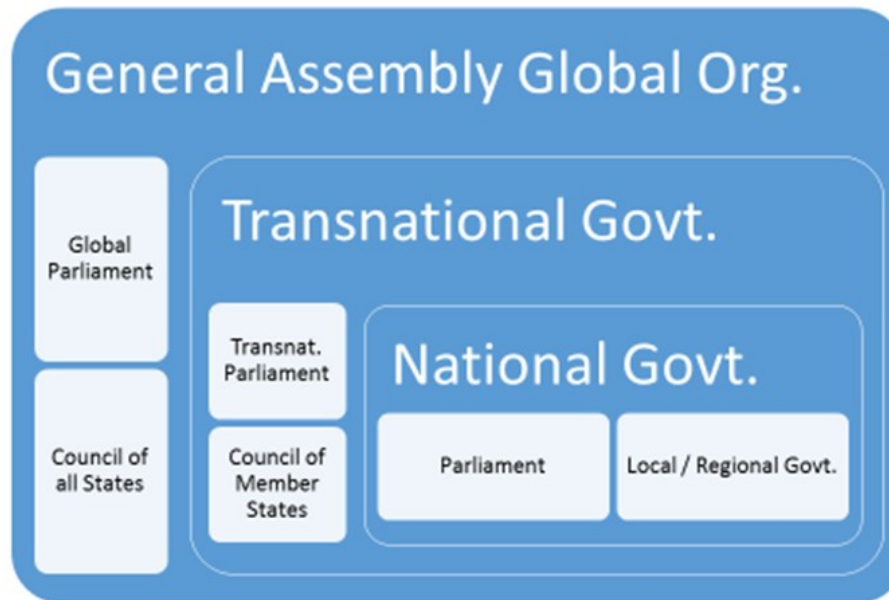 General Assembly Global Org.
Global
Parliament
Council of
all States
Transnational Govt.
Transnat.
Parliament
Council of
Member
States
National Govt.
Parliament
Local / Regional Govt.